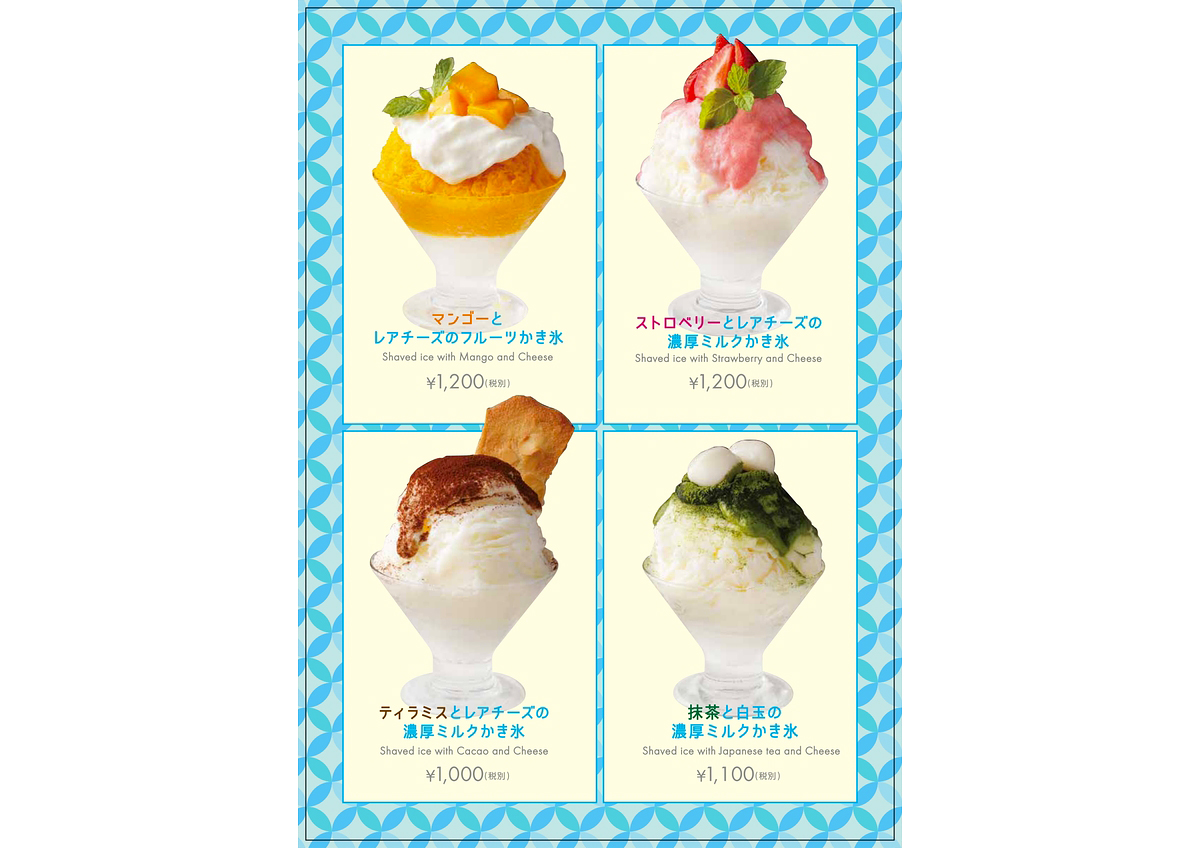 マンゴーと
レアチーズのフルーツかき氷
Shaved ice with Mango and Cheese
¥1,200(税別)
ストロベリーとレアチーズの
濃厚ミルクかき氷
Shaved ice with Strawberry and Cheese
¥1,200(税別)
ティラミスとレアチーズの
濃厚ミルクかき氷
Shaved ice with Cacao and Cheese
¥1,000(税別)
抹茶と白玉の
濃厚ミルクかき氷
Shaved ice with Japanese tea and Cheese
¥1,100(税別)